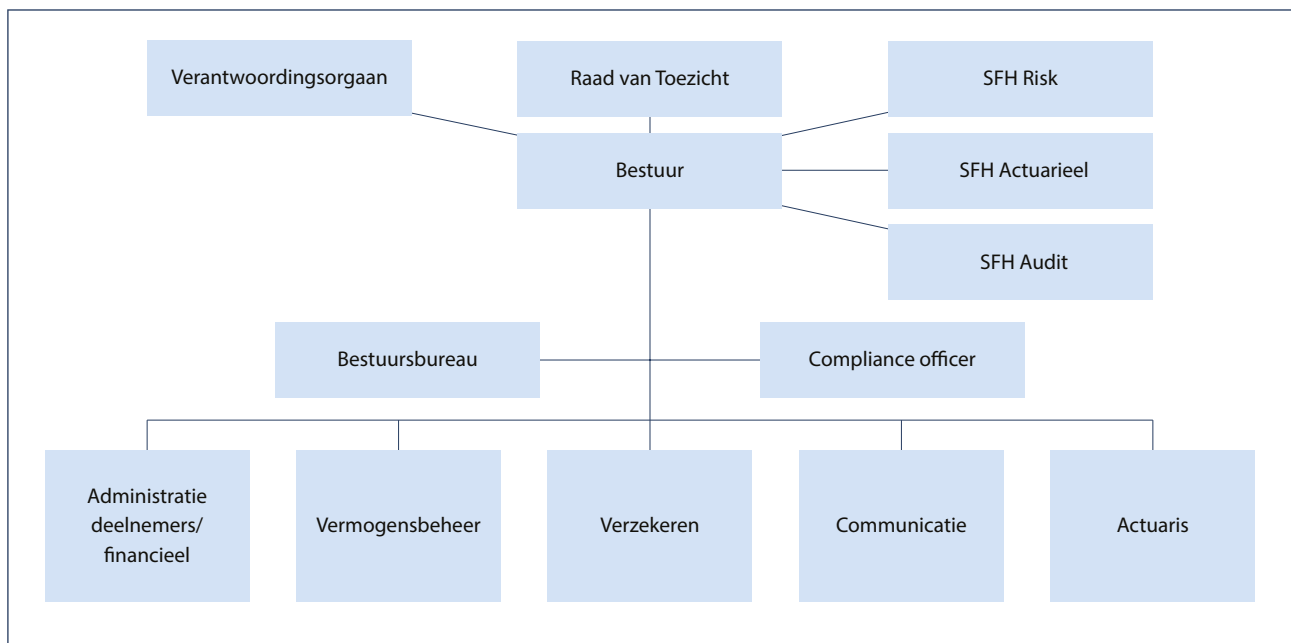 Verantwoordingsorgaan
Raad van Toezicht
SFH Risk
Bestuur
SFH Actuarieel
SFH Audit
Bestuursbureau
Compliance officer
Administratie
deelnemers/
financieel
Vermogensbeheer
Verzekeren
Communicatie
Actuaris